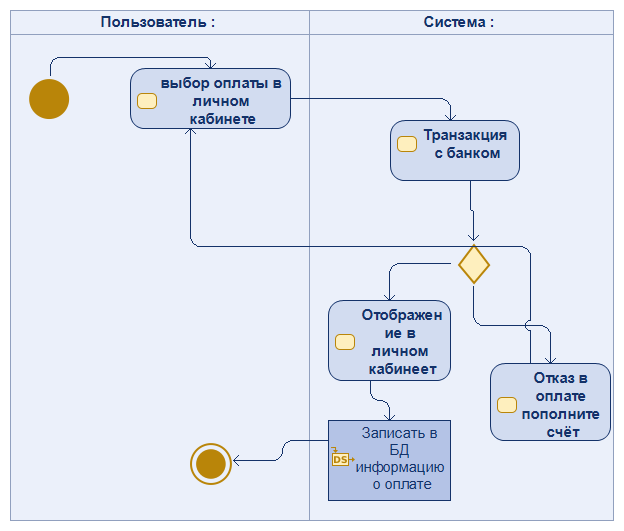 Пользователь :
Система :
выбор оплаты в
личном
кабинете
Транзакция
с банком
Отображен
ие в
личном
кабинеет
Отказ в
оплате
пополните
счёт
Записать в
БД
информацию
о оплате
DS